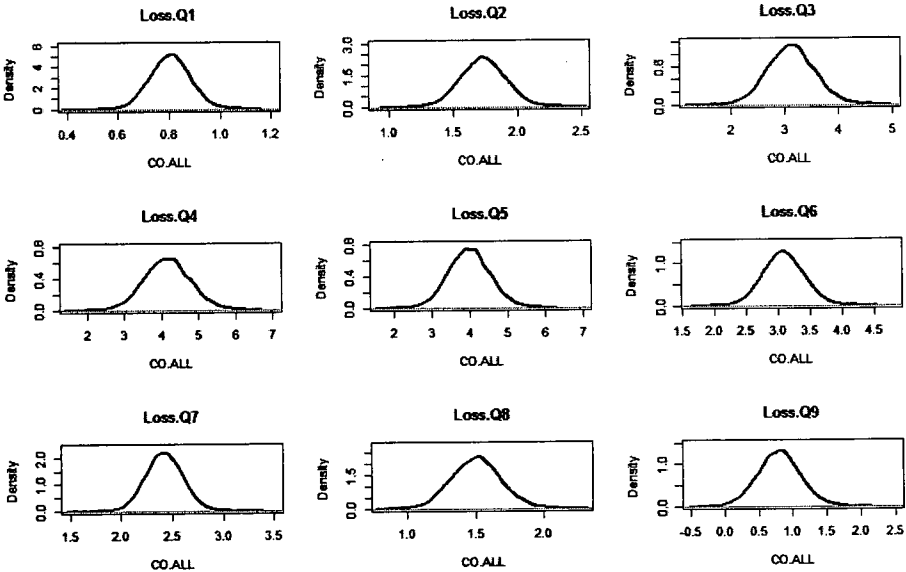 Loss.Q1
Density
0 2 4 8
0.4 0.6 0.8 1.0 1.2
CO.ALL
Loss.Q2
Density
0.0 1.5 3.0
1.0 1.5 2.0 2.5
CO.ALL
Loss.Q3
Density
0.0 0.8
2 3 4 5
CO.ALL
Loss.Q4
Density
0.0 0.4 0.8
2 3 4 5 6 7
CO.ALL
Loss.Q5
Density
0.0 0.4 0.8
2 3 4 5 6 7
CO.ALL
Loss.Q6
Density
0.0 1.0
1.5 2.0 2.5 3.0 3.5 4.0 4.5
CO.ALL
Loss.Q7
Density
0.0 1.0 2.0
1.5 2.0 2.5 3.0 3.5
CO.ALL
Loss.Q8
Density
0.0 1.5
1.0 1.5 2.0
CO.ALL
Loss.Q9
Density
0.0 1.0
-0.5 0.0 0.5 1.0 1.5 2.0 2.5
CO.ALL